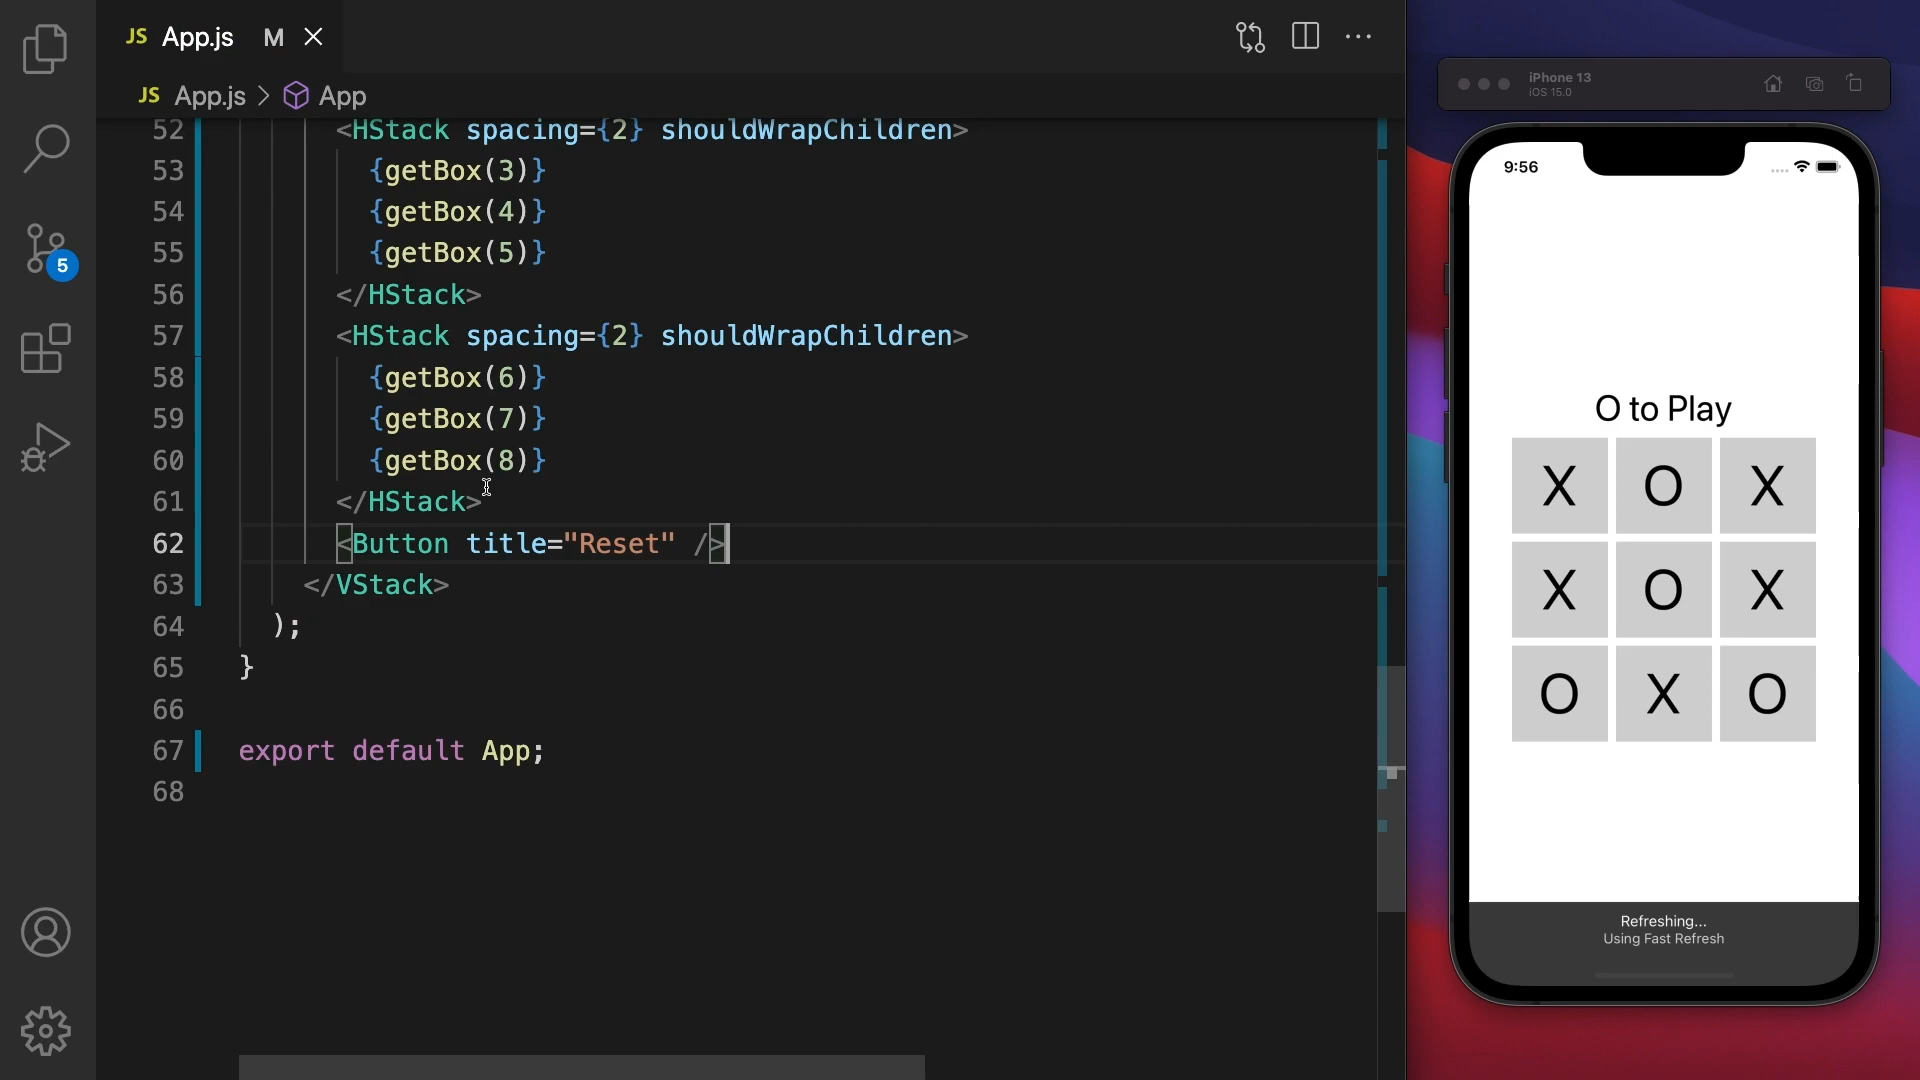 JS App.js M
JS App.js > App
52 <HStack spacing={2} shouldWrapChildren>
53 {getBox(3)}
54 {getBox(4)}
55 {getBox(5)}
56 </HStack>
57 <HStack spacing={2} shouldWrapChildren>
58 {getBox(6)}
59 {getBox(7)}
60 {getBox(8)}
61 </HStack>
62 <Button title="Reset" />
63 </VStack>
64 );
65 }
66
67 export default App;
68
5
iPhone 13
iOS 15.0
9:56
O to Play
X O X
X O X
O X O
Refreshing...
Using Fast Refresh